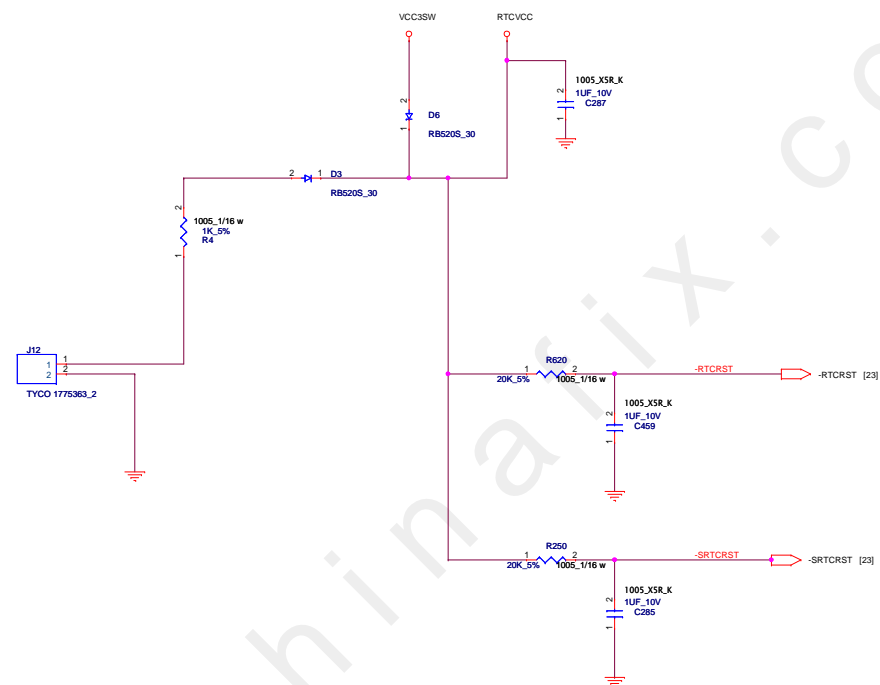 VCC3SW
RTCVCC
1005_X5R_K
2
1UF_10V
C287
1
2
D6
1
RB520S_30
2
1
D3
RB520S_30
2
1005_1/16 w
1K_5%
R4
1
J12
1
1
2
2
TYCO 1775363_2
R620
1
2
20K_5%
1005_1/16 w
-RTCRST
-RTCRST [23]
1005_X5R_K
2
1UF_10V
C459
1
R250
1
2
20K_5%
1005_1/16 w
-SRTCRST
-SRTCRST [23]
1005_X5R_K
2
1UF_10V
C285
1
hinafix.co